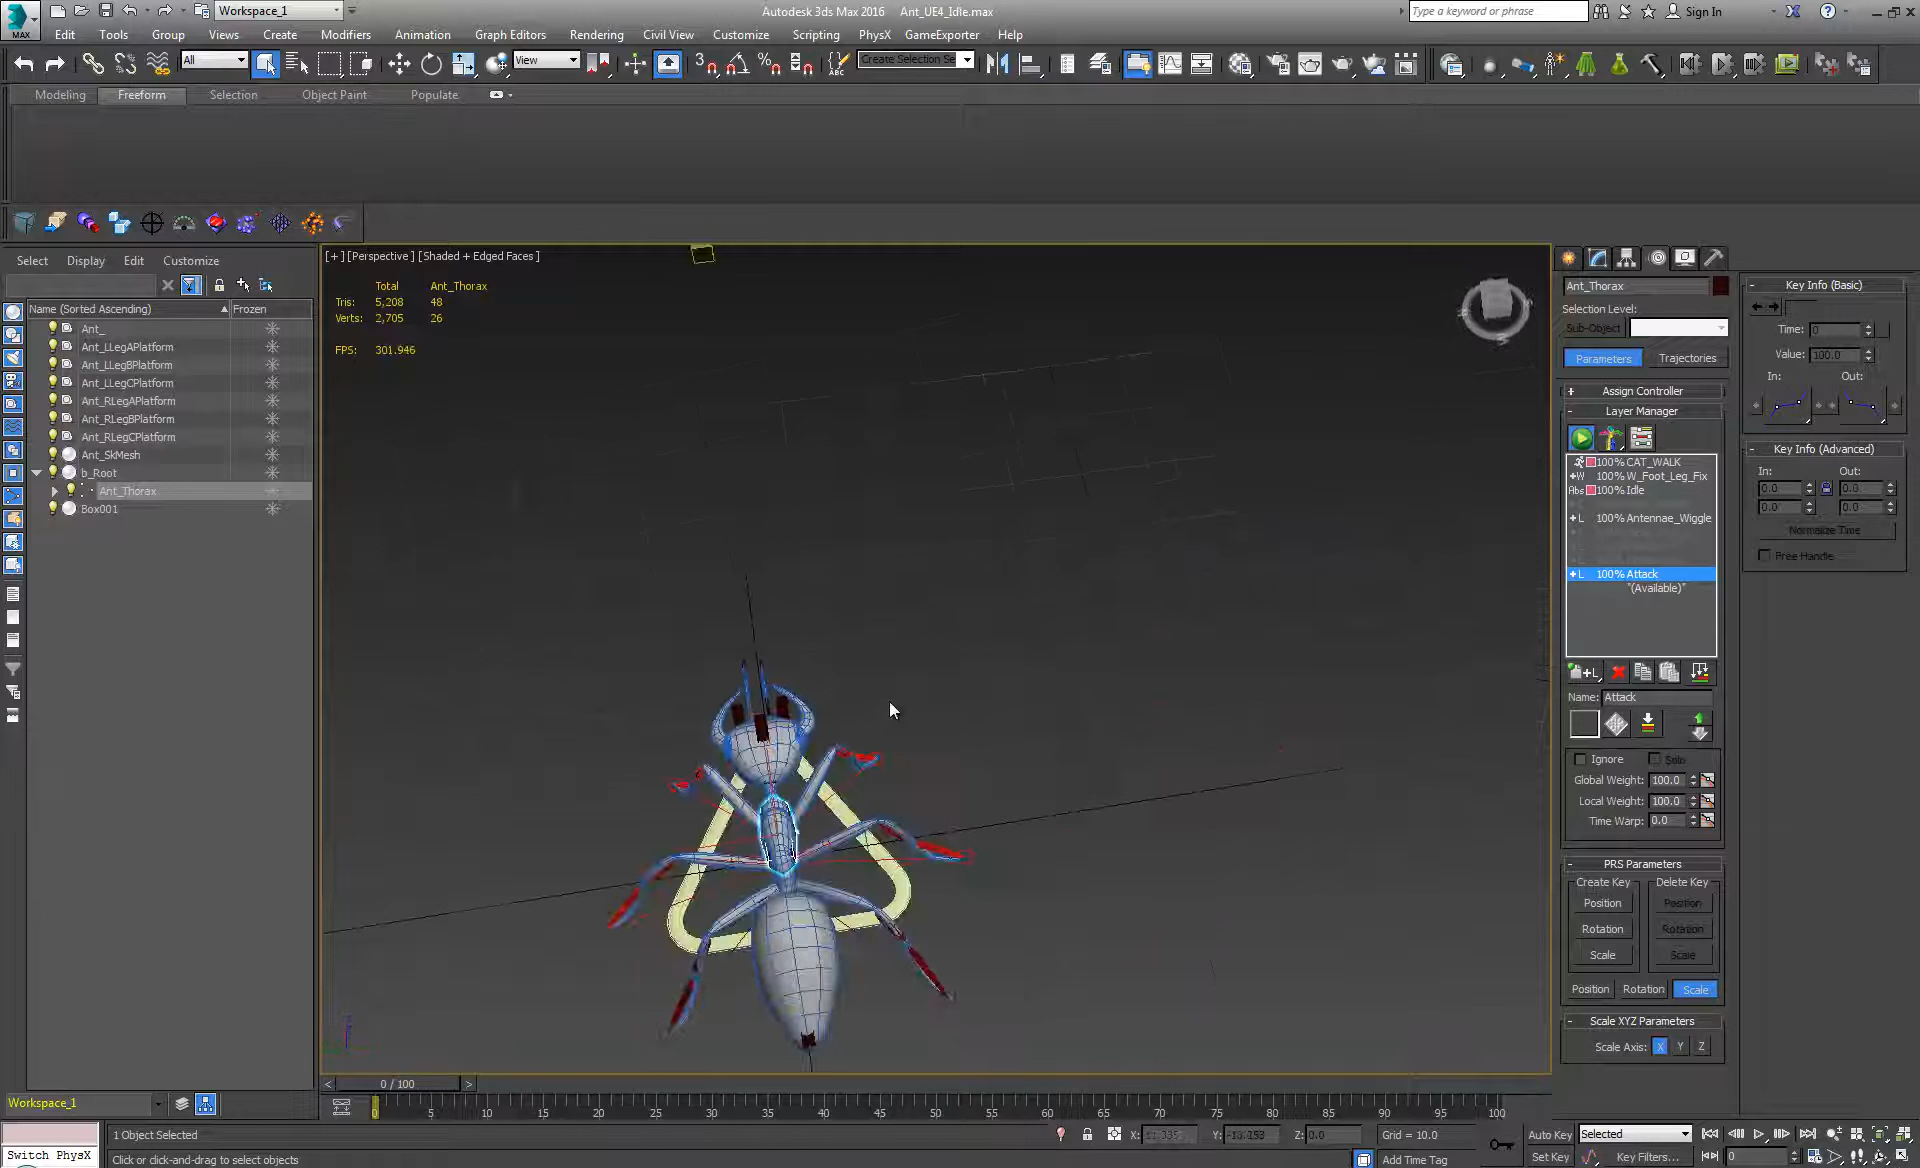 Workspace_1
Autodesk 3ds Max 2016 Ant_UE4_Idle.max
Type a keyword or phrase
Sign In
MAX
Edit Tools Group Views Create Modifiers Animation Graph Editors Rendering Civil View Customize Scripting PhysX GameExporter Help
All
View
3
ABC
Create Selection Se
Modeling Freeform Selection Object Paint Populate
Select Display Edit Customize
Name (Sorted Ascending) Frozen
Ant_
Ant_LLegAPlatform
Ant_LLegBPlatform
Ant_LLegCPlatform
Ant_RLegAPlatform
Ant_RLegBPlatform
Ant_RLegCPlatform
Ant_SkMesh
b_Root
Ant_Thorax
Box001
[+] [Perspective ] [Shaded + Edged Faces ]
Total Ant_Thorax
Tris: 5,208 48
Verts: 2,705 26
FPS: 301.946
Ant_Thorax
Selection Level:
Sub-Object
Parameters Trajectories
+ Assign Controller
- Layer Manager
100% CAT_WALK
+W 100% W_Foot_Leg_Fix
Abs 100% Idle
+L 100% Antennae_Wiggle
+L 100% Attack
"(Available)"
+L
Name: Attack
Ignore Solo
Global Weight: 100.0
Local Weight: 100.0
Time Warp: 0.0
- PRS Parameters
Create Key Delete Key
Position Position
Rotation Rotation
Scale Scale
Position Rotation Scale
- Scale XYZ Parameters
Scale Axis: X Y Z
- Key Info (Basic)
Time: 0
Value: 100.0
In: Out:
- Key Info (Advanced)
In: Out:
0.0 0.0
0.0 0.0
Normalize Time
Free Handle
< 0 / 100 >
Workspace_1
0 5 10 15 20 25 30 35 40 45 50 55 60 65 70 75 80 85 90 95 100
1 Object Selected
X: Y: Z: 0.0
Grid = 10.0
Auto Key Selected
Switch PhysX
Click or click-and-drag to select objects
Add Time Tag
Set Key Key Filters...
0